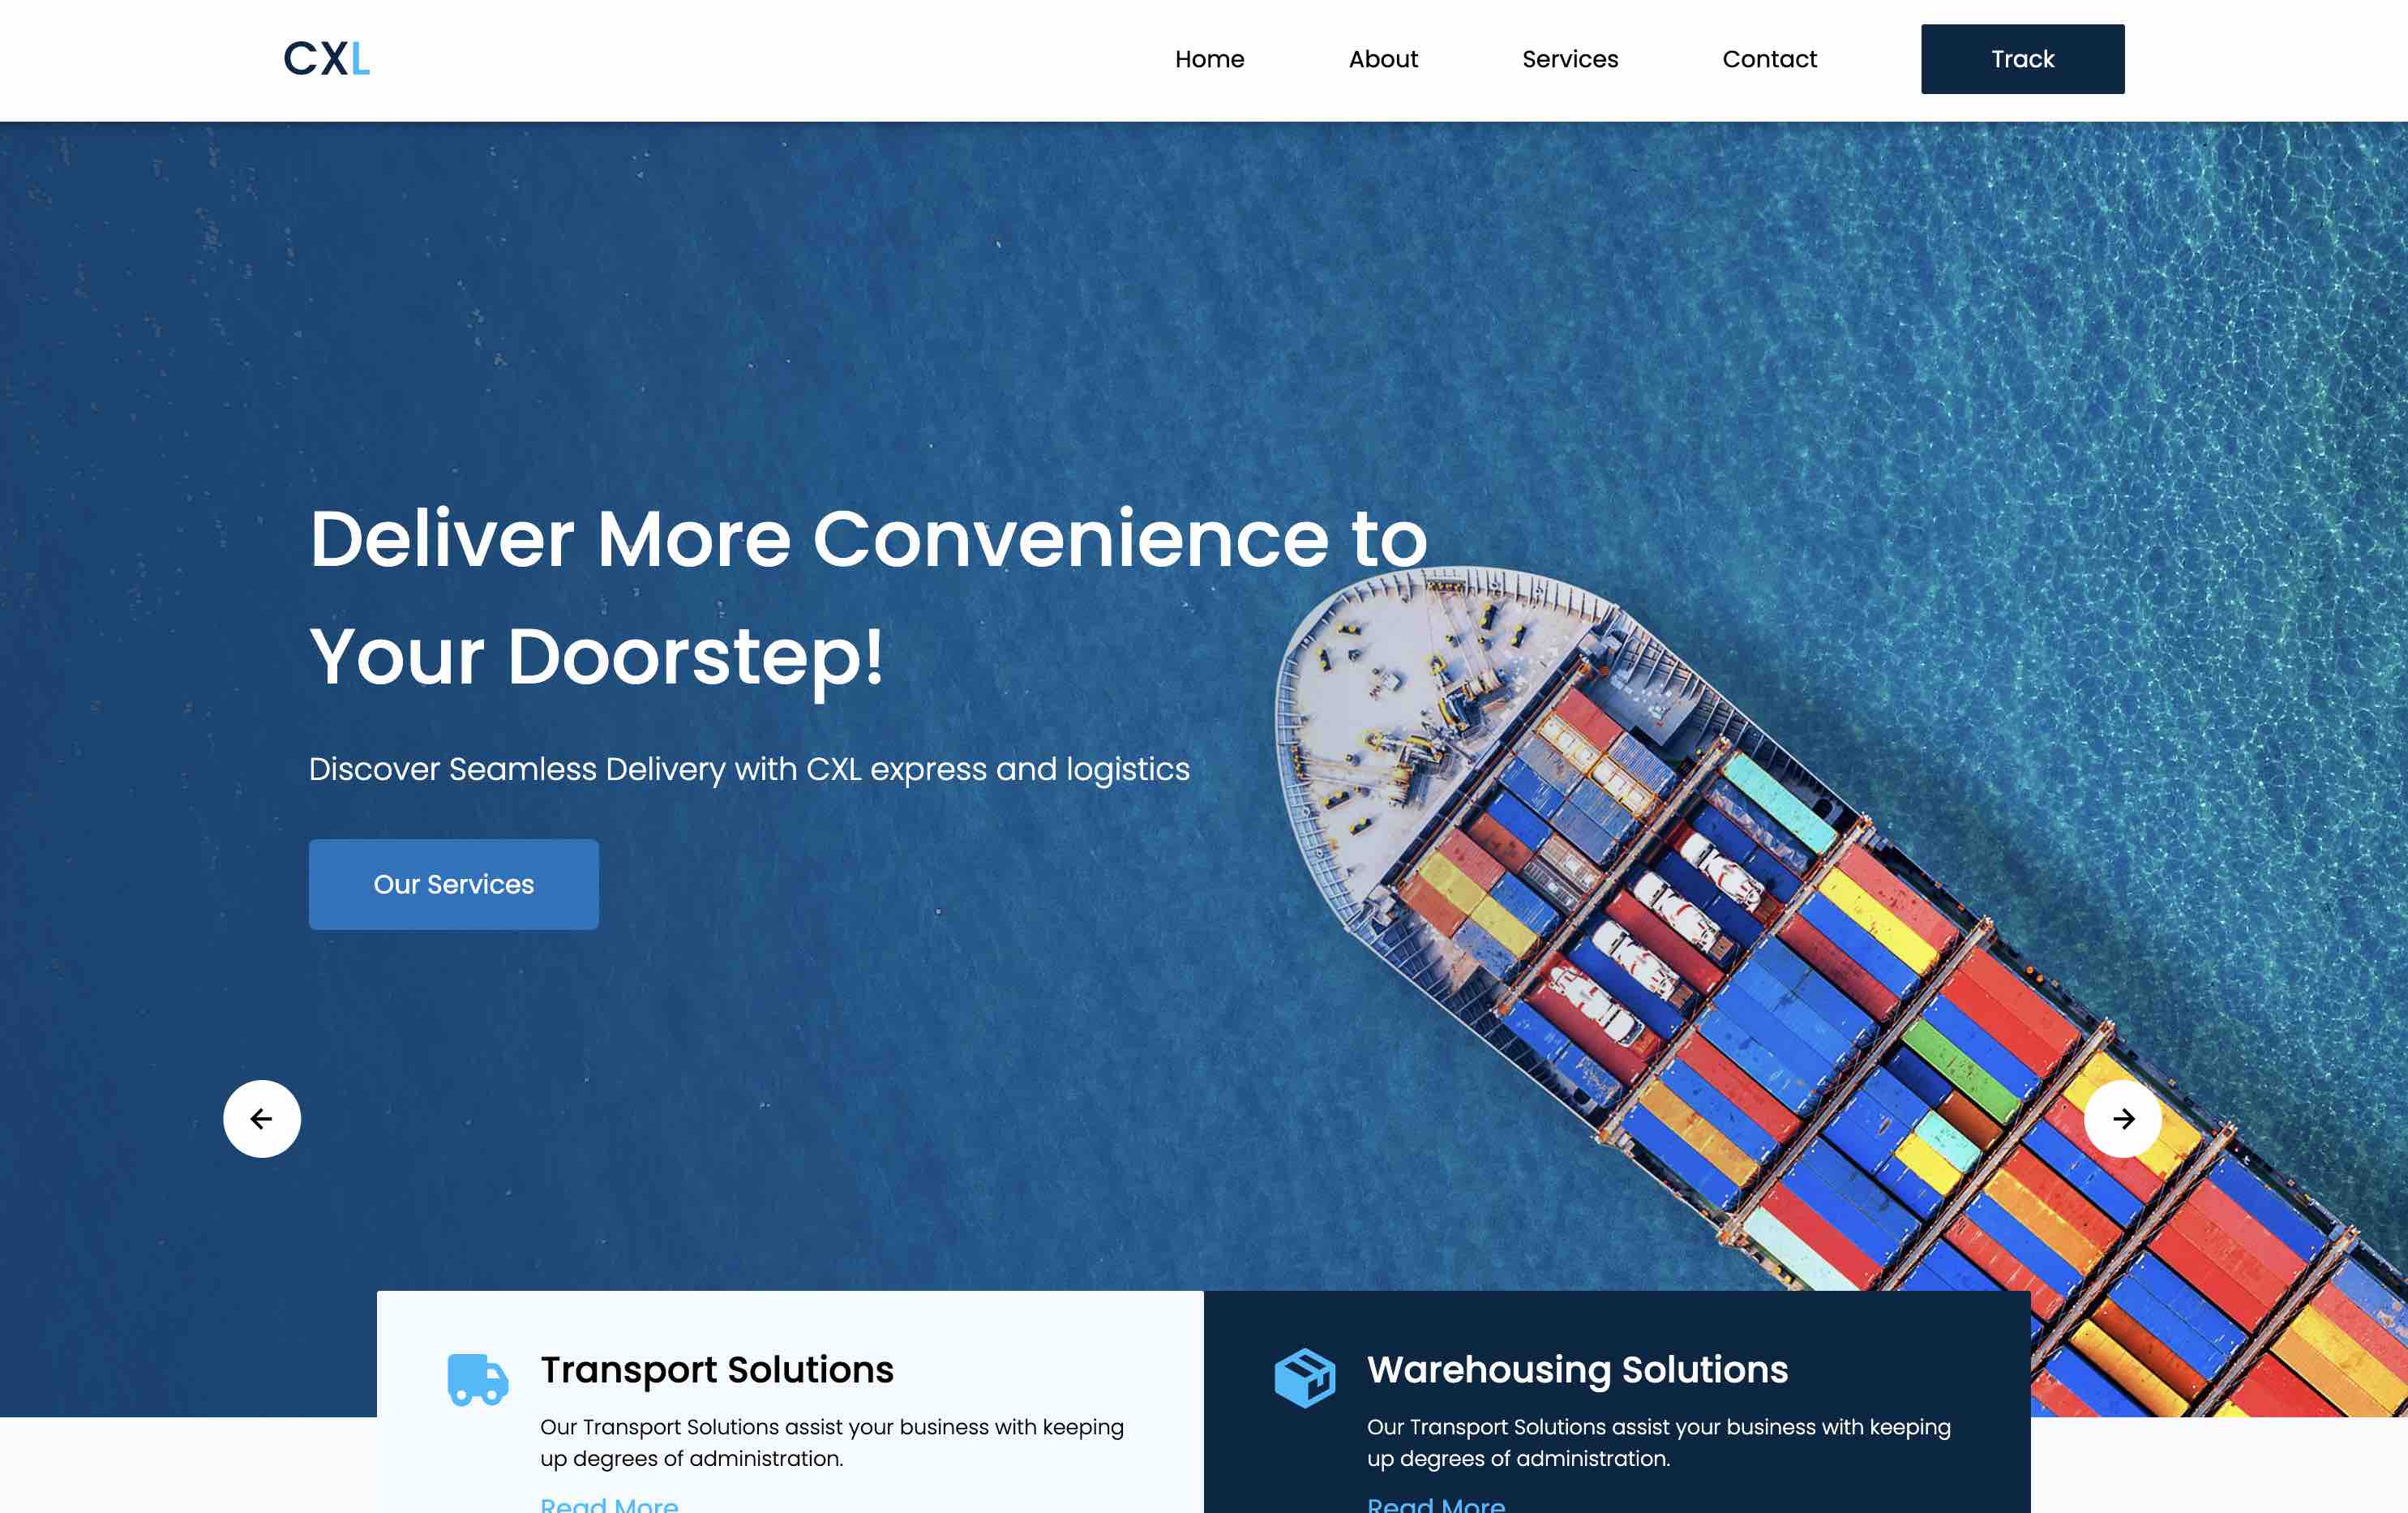 CXL
Home
About
Services
Contact
Track
Deliver More Convenience to
Your Doorstep!
Discover Seamless Delivery with CXL express and logistics
Our Services
Transport Solutions
Our Transport Solutions assist your business with keeping
up degrees of administration.
Read More
Warehousing Solutions
Our Transport Solutions assist your business with keeping
up degrees of administration.
Read More